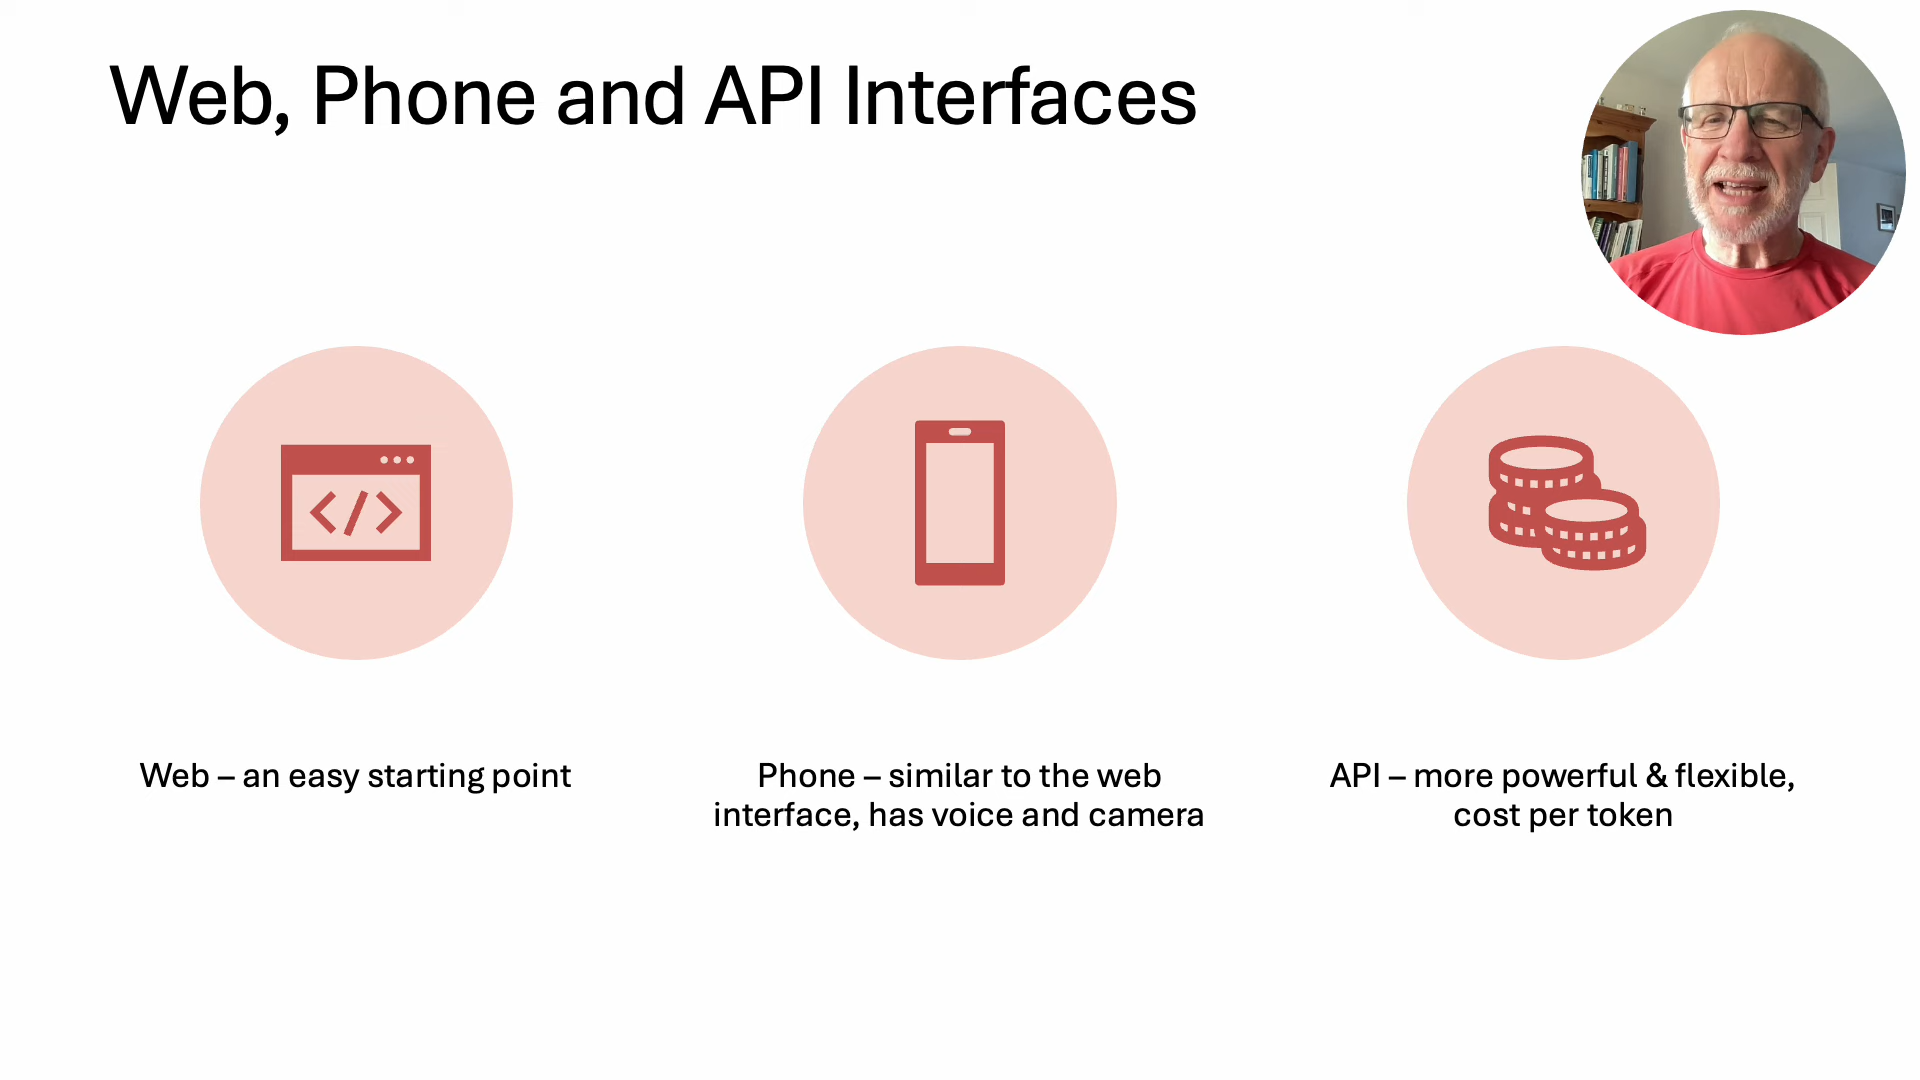 Web, Phone and API Interfaces
</>
Web – an easy starting point
Phone – similar to the web
interface, has voice and camera
API – more powerful & flexible,
cost per token